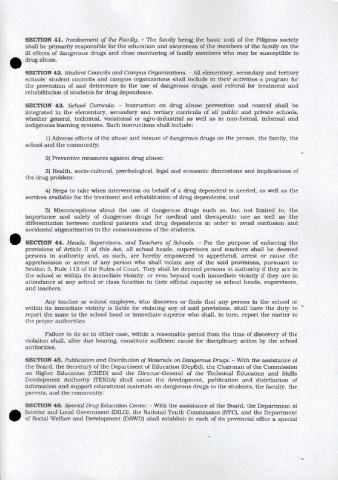 SECTION 41. Involvement of the Family. – The family being the basic unit of the Filipino society
shall be primarily responsible for the education and awareness of the members of the family on the
ill effects of dangerous drugs and close monitoring of family members who may be susceptible to
drug abuse.
SECTION 42. Student Councils and Campus Organizations. – All elementary, secondary and tertiary
schools' student councils and campus organizations shall include in their activities a program for
the prevention of and deterrence in the use of dangerous drugs, and referral for treatment and
rehabilitation of students for drug dependence.
SECTION 43. School Curricula. – Instruction on drug abuse prevention and control shall be
integrated in the elementary, secondary and tertiary curricula of all public and private schools,
whether general, technical, vocational or agro-industrial as well as in non-formal, informal and
indigenous learning systems. Such instructions shall include:
1) Adverse effects of the abuse and misuse of dangerous drugs on the person, the family, the
school and the community;
2) Preventive measures against drug abuse;
3) Health, socio-cultural, psychological, legal and economic dimensions and implications of
the drug problem;
4) Steps to take when intervention on behalf of a drug dependent is needed, as well as the
services available for the treatment and rehabilitation of drug dependents; and
5) Misconceptions about the use of dangerous drugs such as, but not limited to, the
importance and safety of dangerous drugs for medical and therapeutic use as well as the
differentiation between medical patients and drug dependents in order to avoid confusion and
accidental stigmatization in the consciousness of the students.
SECTION 44. Heads, Supervisors, and Teachers of Schools. – For the purpose of enforcing the
provisions of Article II of this Act, all school heads, supervisors and teachers shall be deemed
persons in authority and, as such, are hereby empowered to apprehend, arrest or cause the
apprehension or arrest of any person who shall violate any of the said provisions, pursuant to
Section 5, Rule 113 of the Rules of Court. They shall be deemed persons in authority if they are in
the school or within its immediate vicinity, or even beyond such immediate vicinity if they are in
attendance at any school or class function in their official capacity as school heads, supervisors,
and teachers.
Any teacher or school employee, who discovers or finds that any person in the school or
within its immediate vicinity is liable for violating any of said provisions, shall have the duty to
report the same to the school head or immediate superior who shall, in turn, report the matter to
the proper authorities.
Failure to do so in either case, within a reasonable period from the time of discovery of the
violation shall, after due hearing, constitute sufficient cause for disciplinary action by the school
authorities.
SECTION 45. Publication and Distribution of Materials on Dangerous Drugs. – With the assistance of
the Board, the Secretary of the Department of Education (DepEd), the Chairman of the Commission
on Higher Education (CHED) and the Director-General of the Technical Education and Skills
Development Authority (TESDA) shall cause the development, publication and distribution of
information and support educational materials on dangerous drugs to the students, the faculty, the
parents, and the community.
SECTION 46. Special Drug Education Center. - With the assistance of the Board, the Department of
Interior and Local Government (DILG), the National Youth Commission (NYC), and the Department
of Social Welfare and Development (DSWD) shall establish in each of its provincial office a special